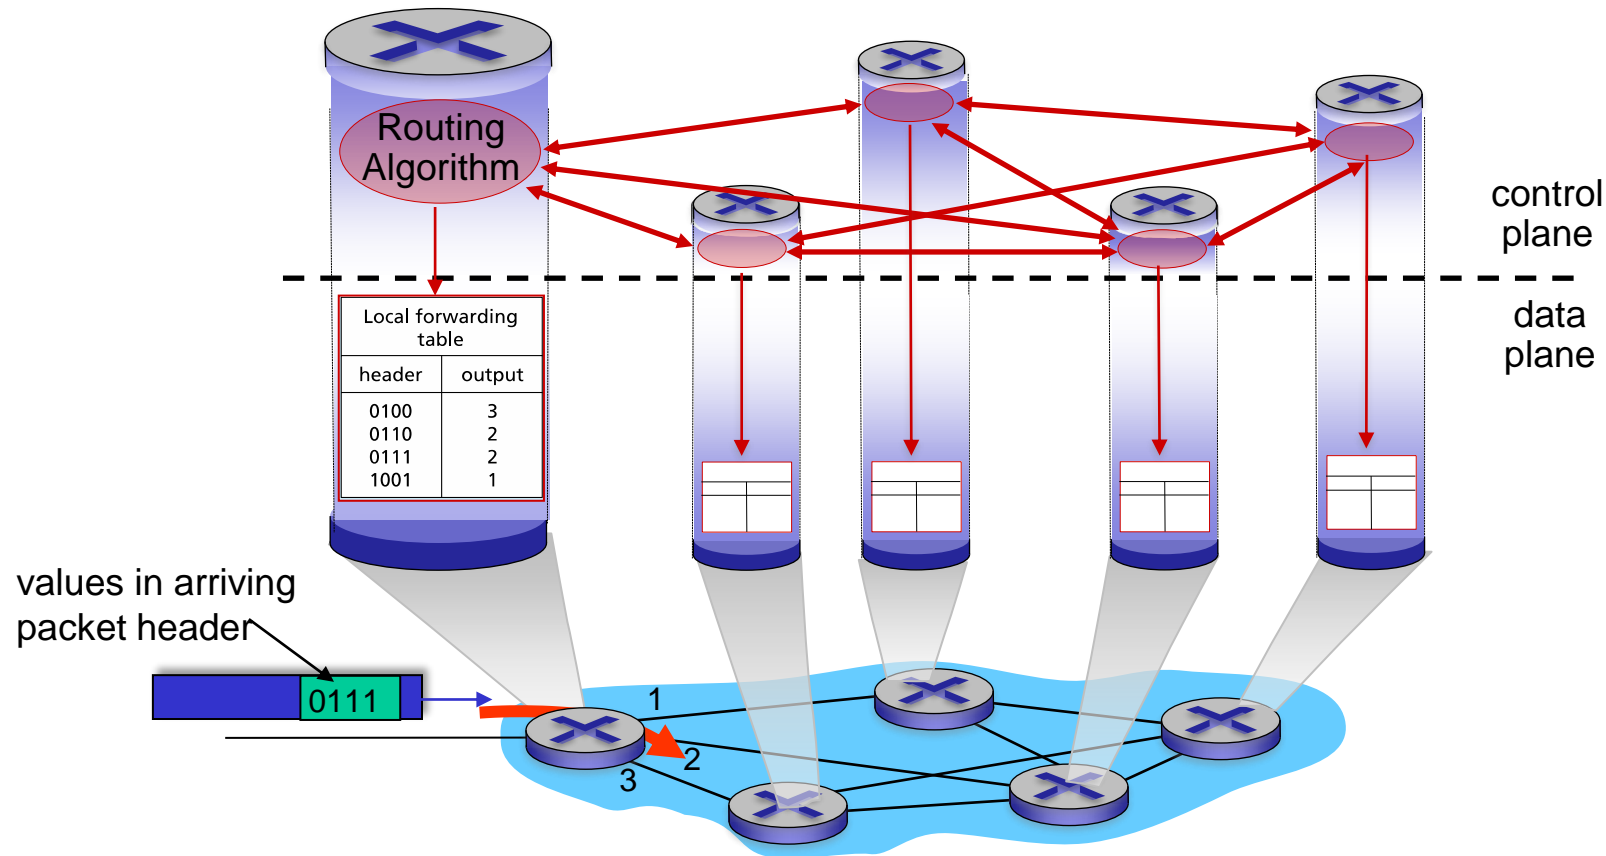 Routing
Algorithm
control
plane
data
plane
Local forwarding
table
header output
0100 3
0110 2
0111 2
1001 1
values in arriving
packet header
0111
1
2
3